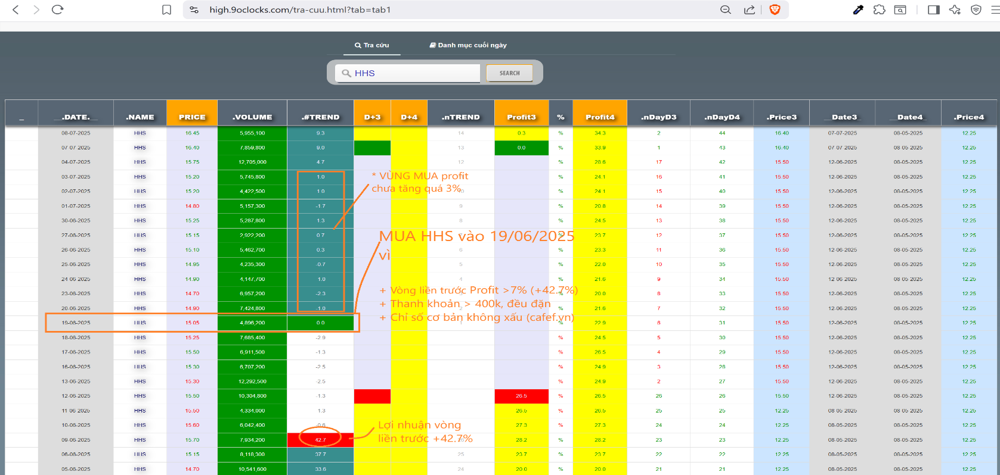 high.9oclocks.com/tra-cuu.html?tab=tab1
Tra cứu Danh mục cuối ngày
HHS SEARCH
_ .DATE. .NAME PRICE .VOLUME .#TREND D+3 D+4 .nTREND Profit3 % Profit4 .nDayD3 .nDayD4 .Price3 Date3 Date4 .Price4
08-07-2025 HHS 16.45 5,955,100 9.3 14 0.3 % 34.3 2 44 16.40 07-07-2025 08-05-2025 12.25
07-07-2025 HHS 16.40 7,859,800 9.0 13 0.0 % 33.9 1 43 16.40 07-07-2025 08-05-2025 12.25
04-07-2025 HHS 15.75 12,705,000 4.7 12 % 28.6 17 42 15.50 12-06-2025 08-05-2025 12.25
03-07-2025 HHS 15.20 5,745,800 1.0 % 24.1 16 41 15.50 12-06-2025 08-05-2025 12.25
* VÙNG MUA profit
chưa tăng quá 3%
02-07-2025 HHS 15.20 4,422,500 1.0 10 % 24.1 15 40 15.50 12-06-2025 08-05-2025 12.25
01-07-2025 HHS 14.80 5,157,300 -1.7 9 % 20.8 14 39 15.50 12-06-2025 08-05-2025 12.25
30-06-2025 HHS 15.25 5,287,800 1.3 8 % 24.5 13 38 15.50 12-06-2025 08-05-2025 12.25
27-06-2025 HHS 15.15 2,922,200 0.7 % 23.7 12 37 15.50 12-06-2025 08-05-2025 12.25
MUA HHS vào 19/06/2025
vì
26-06-2025 HHS 15.10 5,462,700 0.3 6 % 23.3 11 36 15.50 12-06-2025 08-05-2025 12.25
25-06-2025 HHS 14.95 4,235,300 -0.7 5 % 22.0 10 35 15.50 12-06-2025 08-05-2025 12.25
24-06-2025 HHS 14.90 4,147,700 -1.0 4 % 21.6 9 34 15.50 12-06-2025 08-05-2025 12.25
23-06-2025 HHS 14.70 6,957,200 -2.3 % 20.0 8 33 15.50 12-06-2025 08-05-2025 12.25
+ Vòng liền trước Profit >7% (+42.7%)
+ Thanh khoản > 400k, đều đặn
+ Chỉ số cơ bản không xấu (cafef.vn)
20-06-2025 HHS 14.90 7,424,800 -1.0 2 % 21.6 7 32 15.50 12-06-2025 08-05-2025 12.25
19-06-2025 HHS 15.05 4,896,200 0.0 1 % 22.9 6 31 15.50 12-06-2025 08-05-2025 12.25
18-06-2025 HHS 15.25 7,685,400 -2.9 % 24.5 5 30 15.50 12-06-2025 08-05-2025 12.25
17-06-2025 HHS 15.50 6,911,500 -1.3 % 26.5 4 29 15.50 12-06-2025 08-05-2025 12.25
16-06-2025 HHS 15.30 6,707,200 -2.5 % 24.9 3 28 15.50 12-06-2025 08-05-2025 12.25
13-06-2025 HHS 15.30 12,292,500 -2.5 % 24.9 2 27 15.50 12-06-2025 08-05-2025 12.25
12-06-2025 HHS 15.50 10,304,800 -1.3 26.5 % 26.5 26 26 15.50 12-06-2025 08-05-2025 12.25
11-06-2025 HHS 15.50 4,334,000 -1.3 26.5 % 26.5 25 25 12.25 08-05-2025 08-05-2025 12.25
10-06-2025 HHS 15.60 6,042,400 -0.6 27.3 % 27.3 24 24 12.25 08-05-2025 08-05-2025 12.25
Lợi nhuận vòng
liền trước +42.7%
09-06-2025 HHS 15.70 7,934,200 42.7 28.2 % 28.2 23 23 12.25 08-05-2025 08-05-2025 12.25
06-06-2025 HHS 15.15 8,118,300 37.7 25 23.7 % 23.7 22 22 12.25 08-05-2025 08-05-2025 12.25
05-06-2025 HHS 14.70 10,541,600 33.6 24 20.0 % 20.0 21 21 12.25 08-05-2025 08-05-2025 12.25